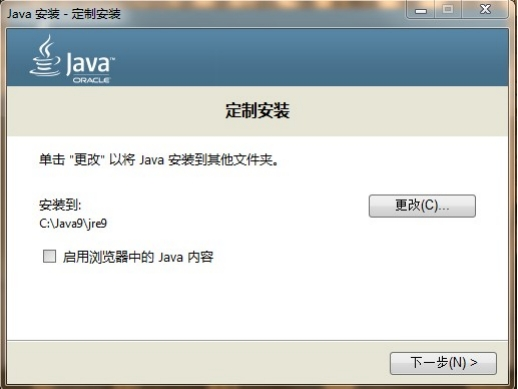 Java 安装 - 定制安装
Java™
ORACLE
定制安装
单击 "更改" 以将 Java 安装到其他文件夹。
安装到:
更改(C)...
C:\Java9\jre9
启用浏览器中的 Java 内容
下一步(N) >